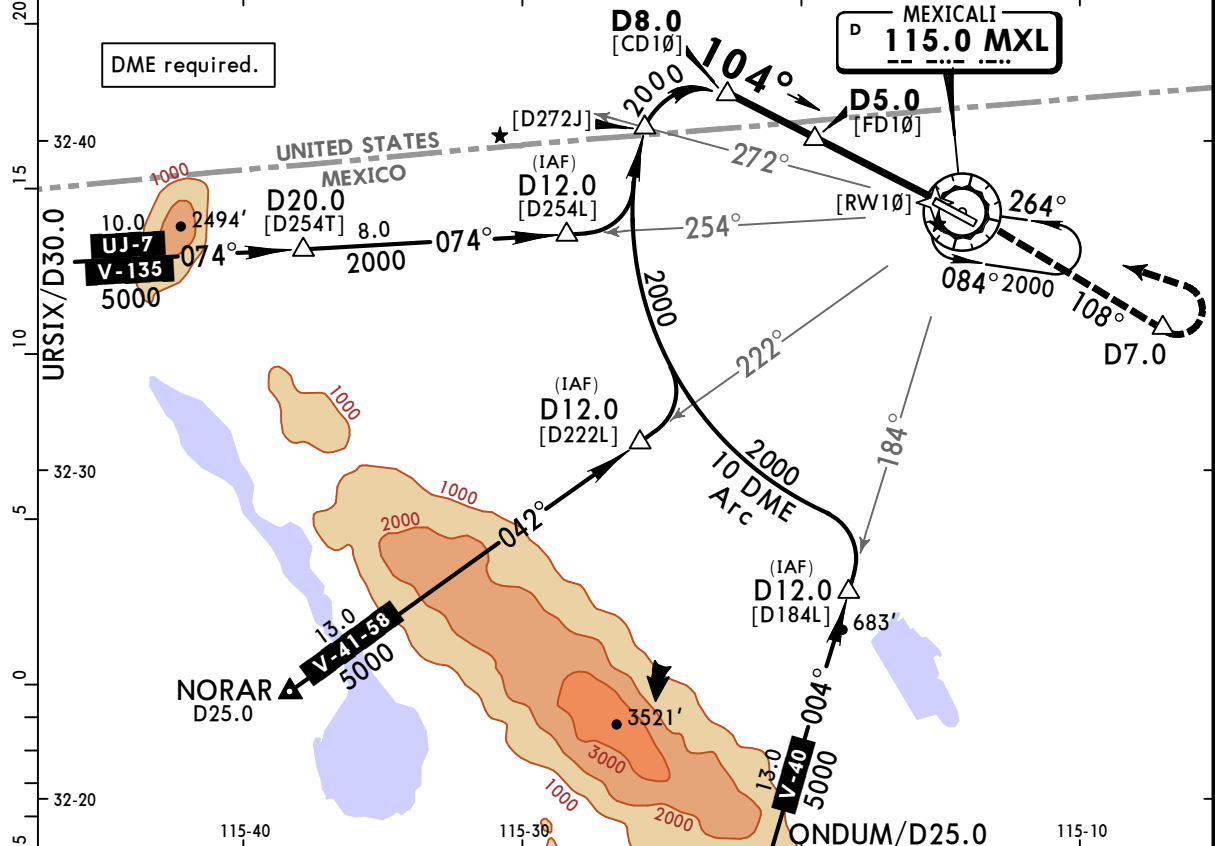 20
DME required.
D8.0
[CD10]
104°
MEXICALI
D 115.0 MXL
2000
D5.0
[FD10]
[D272J]
32-40
UNITED STATES
MEXICO
272°
15
1000
(IAF)
D12.0
[D254L]
D20.0
[D254T]
[RW10]
264°
10.0
2494'
8.0
254°
UJ-7
074°
074°
2000
V-135
5000
084° 2000
URSIX/D30.0
2000
108°
D7.0
10
222°
1000
(IAF)
D12.0
[D222L]
184°
32-30
1000
2000
10 DME
Arc
5
2000
042°
(IAF)
D12.0
[D184L]
683'
13.0
V-41-58
5000
0
NORAR
D25.0
004°
3521'
3000
13.0
V-40
5000
1000
2000
32-20
115-40
115-30
ONDUM/D25.0
115-10
5